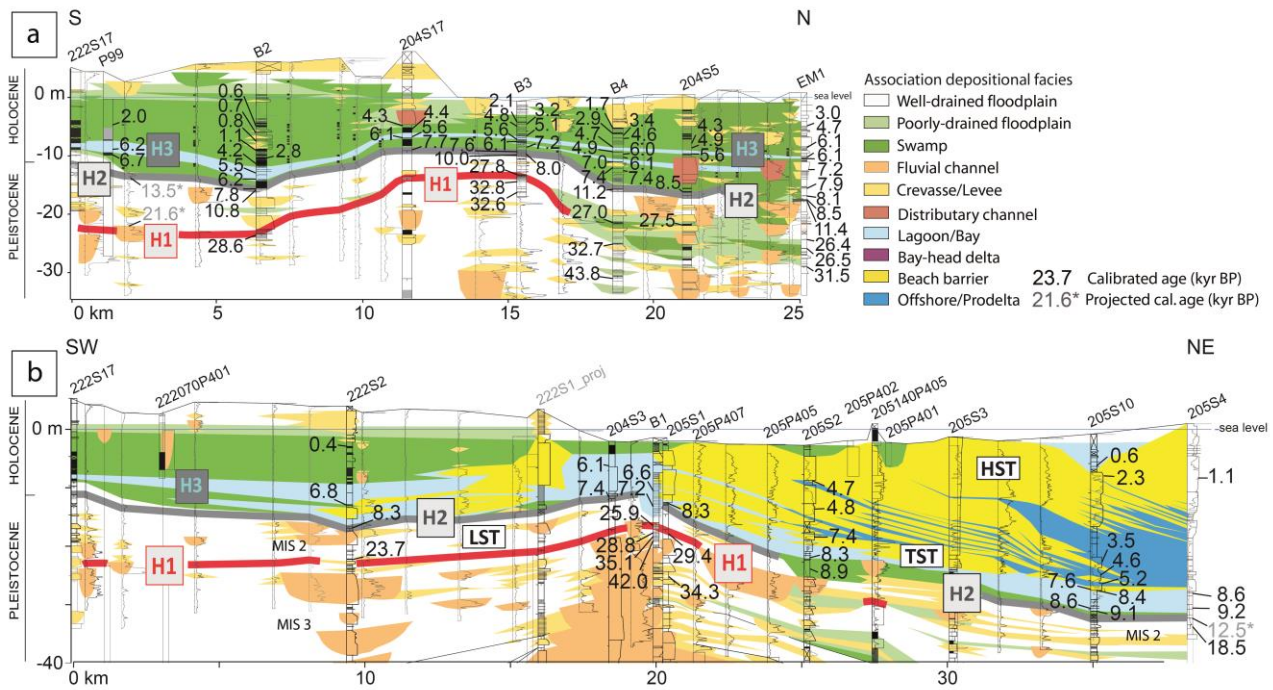 a
S
N
222S17
P99
B2
204S17
B3
B4
204S5
EM1
sea level
HOLOCENE
PLEISTOCENE
0 m
-10
-20
-30
2.0
6.2
6.7
13.5*
21.6*
0.6
0.7
0.8
1.1
4.2
5.5
6.2
7.8
10.8
28.6
2.8
4.3
6.1
4.4
5.6
7.7
7.6
10.0
2.1
4.8
5.6
6.1
27.8
32.8
32.6
3.2
5.1
7.2
8.0
1.7
2.9
4.7
4.9
7.0
7.4
11.2
27.0
32.7
43.8
3.4
4.6
6.0
6.1
7.4
8.5
27.5
4.3
4.9
5.6
3.0
4.7
6.1
6.1
7.2
7.9
8.1
8.5
11.4
26.4
26.5
31.5
H3
H2
H1
H1
H3
H2
0 km
5
10
15
20
25
Association depositional facies
Well-drained floodplain
Poorly-drained floodplain
Swamp
Fluvial channel
Crevasse/Levee
Distributary channel
Lagoon/Bay
Bay-head delta
Beach barrier
Offshore/Prodelta
23.7 Calibrated age (kyr BP)
21.6* Projected cal. age (kyr BP)
b
SW
NE
222S17
222070P401
222S2
222S1_proj
204S3
B1
205S1
205P407
205P405
205S2
205P402
205140P405
205P401
205S3
205S10
205S4
sea level
HOLOCENE
PLEISTOCENE
0 m
-40
0.4
6.8
8.3
23.7
6.1
7.4
6.6
7.2
25.9
28.8
35.1
42.0
8.3
29.4
34.3
4.7
4.8
7.4
8.3
8.9
0.6
2.3
3.5
4.6
5.2
7.6
8.4
8.6
9.1
1.1
8.6
9.2
12.5*
18.5
H3
H1
H2
LST
H1
TST
HST
H2
MIS 2
MIS 3
MIS 2
0 km
10
20
30